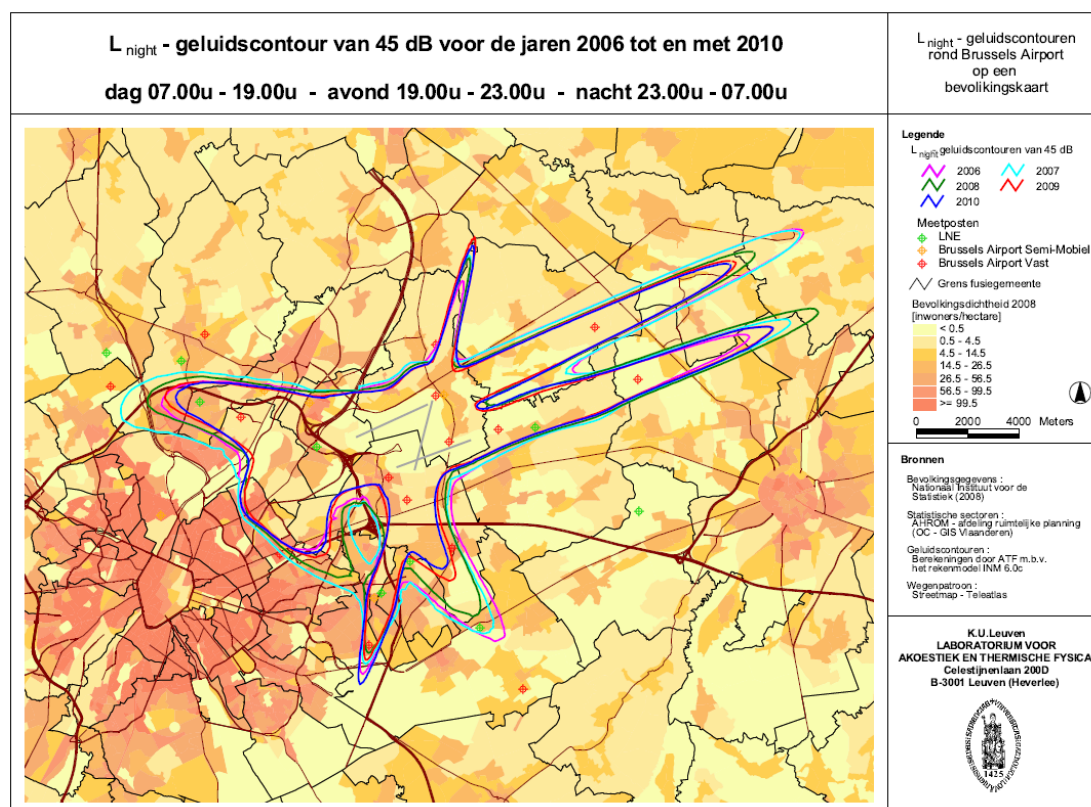 L night - geluidscontour van 45 dB voor de jaren 2006 tot en met 2010
dag 07.00u - 19.00u - avond 19.00u - 23.00u - nacht 23.00u - 07.00u
L night - geluidscontouren
rond Brussels Airport
op een
bevolikingskaart
Legende
L night- geluidscontouren van 45 dB
2006 2007
2008 2009
2010
Meetposten
LNE
Brussels Airport Semi-Mobiel
Brussels Airport Vast
Grens fusiegemeente
Bevolkingsdichtheid 2008
[inwoners/hectare]
< 0.5
0.5 - 4.5
4.5 - 14.5
14.5 - 26.5
26.5 - 56.5
56.5 - 99.5
>= 99.5
0 2000 4000 Meters
Bronnen
Bevolkingsgegevens :
Nationaal Instituut voor de
Statistiek (2008)
Statistische sectoren :
AHROM - afdeling ruimtelijke planning
(OC - GIS Vlaanderen)
Geluidscontouren :
Berekeningen door ATF m.b.v.
het rekenmodel INM 6.0c
Wegenpatroon :
Streetmap - Teleatlas
K.U.Leuven
LABORATORIUM VOOR
AKOESTIEK EN THERMISCHE FYSICA
Celestijnenlaan 200D
B-3001 Leuven (Heverlee)
1425